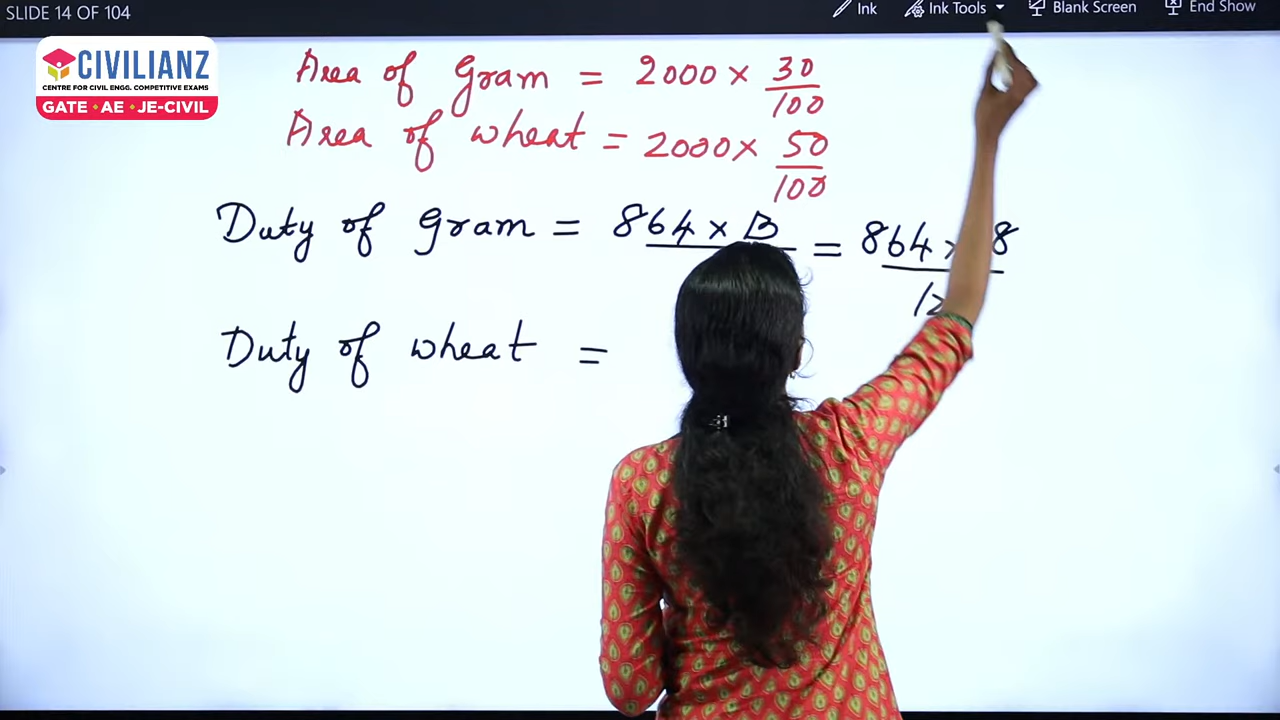 SLIDE 14 OF 104
Ink
Ink Tools
Blank Screen
End Show
CIVILIANZ
CENTRE FOR CIVIL ENGG. COMPETITIVE EXAMS
GATE • AE • JE-CIVIL
Area of Gram = 2000 × 30/100
Area of wheat = 2000 × 50/100
Duty of Gram = 864 × B = 864 × 8
Duty of wheat =